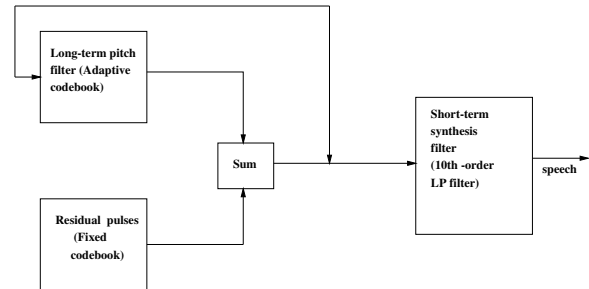 Long-term pitch
filter (Adaptive
codebook)
Sum
Short-term
synthesis
filter
(10th -order
LP filter)
speech
Residual pulses
(Fixed
codebook)